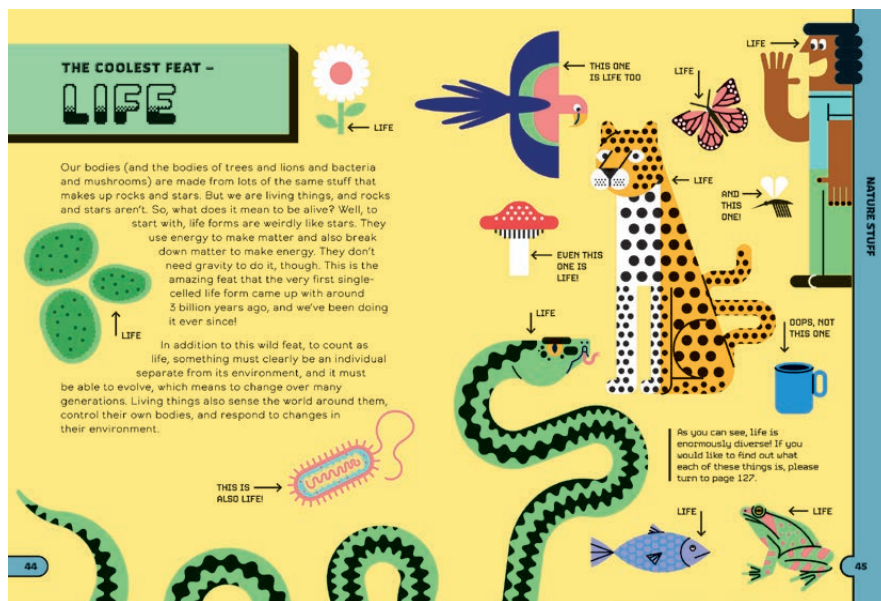 THE COOLEST FEAT –
LIFE
LIFE
Our bodies (and the bodies of trees and lions and bacteria
and mushrooms) are made from lots of the same stuff that
makes up rocks and stars. But we are living things, and rocks
and stars aren't. So, what does it mean to be alive? Well, to
start with, life forms are weirdly like stars. They
use energy to make matter and also break
down matter to make energy. They don't
need gravity to do it, though. This is the
amazing feat that the very first single-
celled life form came up with around
3 billion years ago, and we've been doing
it ever since!
LIFE
In addition to this wild feat, to count as
life, something must clearly be an individual
separate from its environment, and it must
be able to evolve, which means to change over many
generations. Living things also sense the world around them,
control their own bodies, and respond to changes in
their environment.
THIS IS
ALSO LIFE!
44
THIS ONE
IS LIFE TOO
LIFE
LIFE
LIFE
AND
THIS
ONE!
EVEN THIS
ONE IS
LIFE!
LIFE
OOPS, NOT
THIS ONE
As you can see, life is
enormously diverse! If you
would like to find out what
each of these things is, please
turn to page 127.
LIFE
LIFE
NATURE STUFF
45